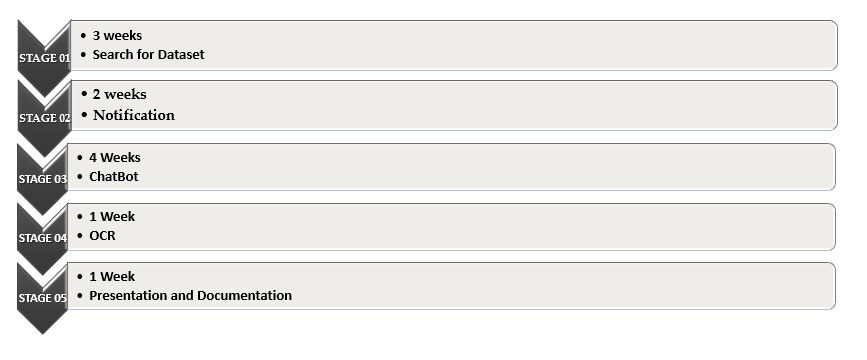 STAGE 01
• 3 weeks
• Search for Dataset
STAGE 02
• 2 weeks
• Notification
STAGE 03
• 4 Weeks
• ChatBot
STAGE 04
• 1 Week
• OCR
STAGE 05
• 1 Week
• Presentation and Documentation